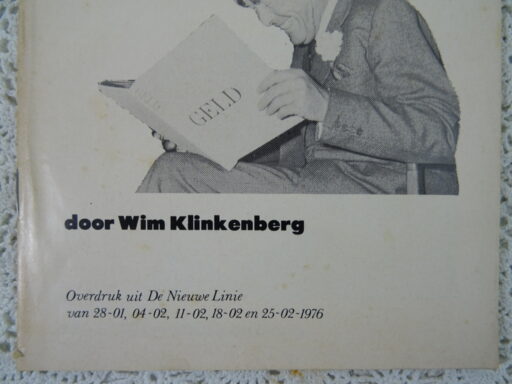 GELD
door Wim Klinkenberg
Overdruk uit De Nieuwe Linie
van 28-01, 04-02, 11-02, 18-02 en 25-02-1976